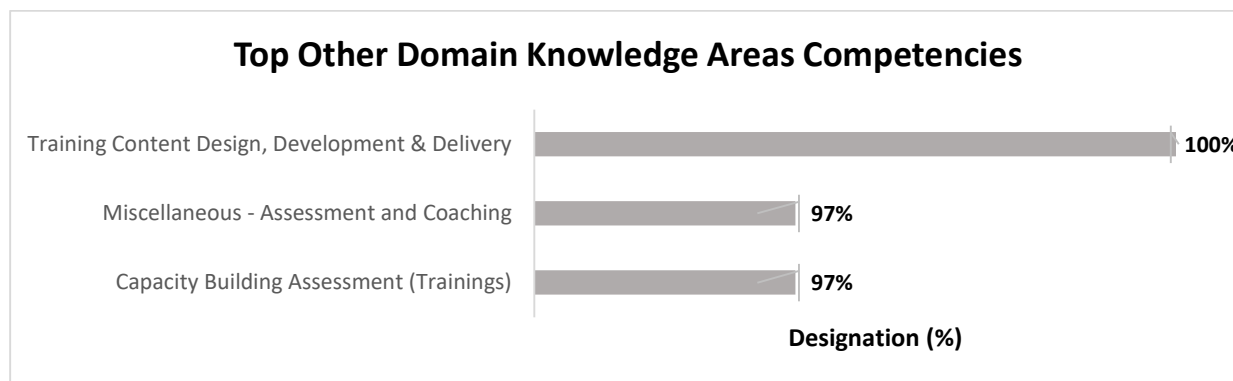 Top Other Domain Knowledge Areas Competencies
Training Content Design, Development & Delivery
100%
Miscellaneous - Assessment and Coaching
97%
Capacity Building Assessment (Trainings)
97%
Designation (%)